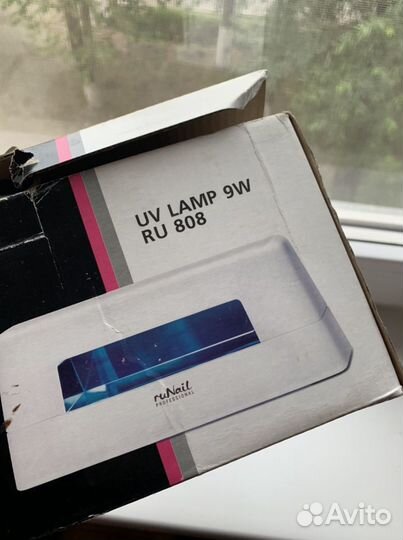 UV LAMP 9W
RU 808
ruNail
PROFESSIONAL
Avito